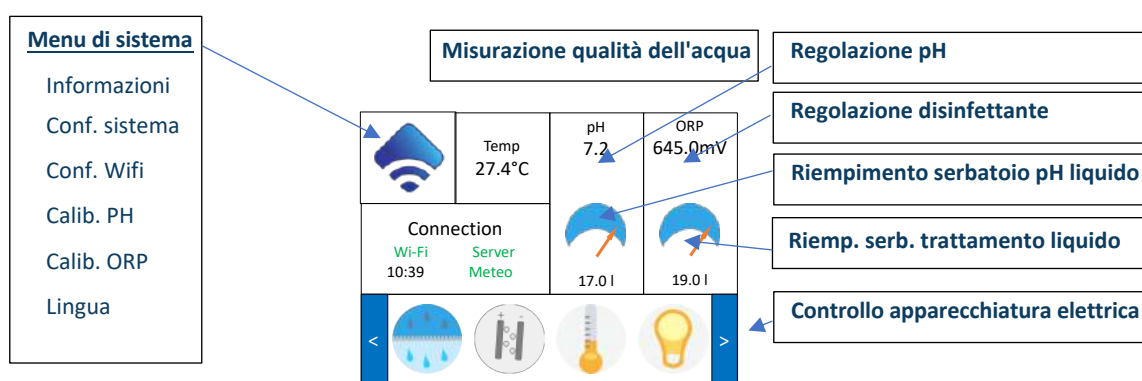 Menu di sistema
Informazioni
Conf. sistema
Conf. Wifi
Calib. PH
Calib. ORP
Lingua
Misurazione qualità dell'acqua
Regolazione pH
Regolazione disinfettante
Riempimento serbatoio pH liquido
Riemp. serb. trattamento liquido
Controllo apparecchiatura elettrica
Temp
27.4°C
pH
7.2
ORP
645.0mV
Connection
Wi-Fi Server
10:39 Meteo
17.0 l
19.0 l
<
+ -
>